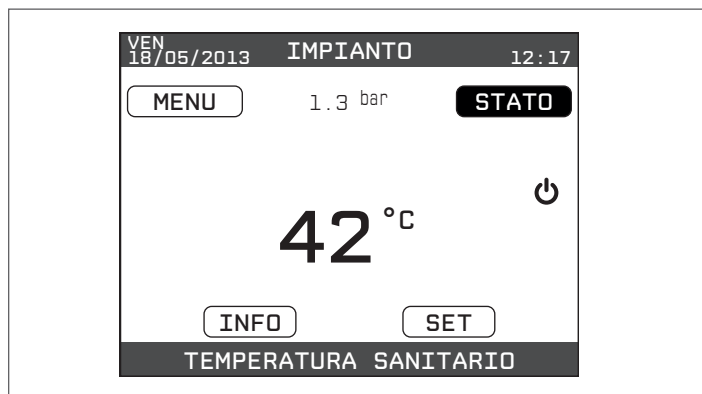 VEN
18/05/2013 IMPIANTO 12:17
MENU 1.3 bar STATO
42 °C
INFO SET
TEMPERATURA SANITARIO